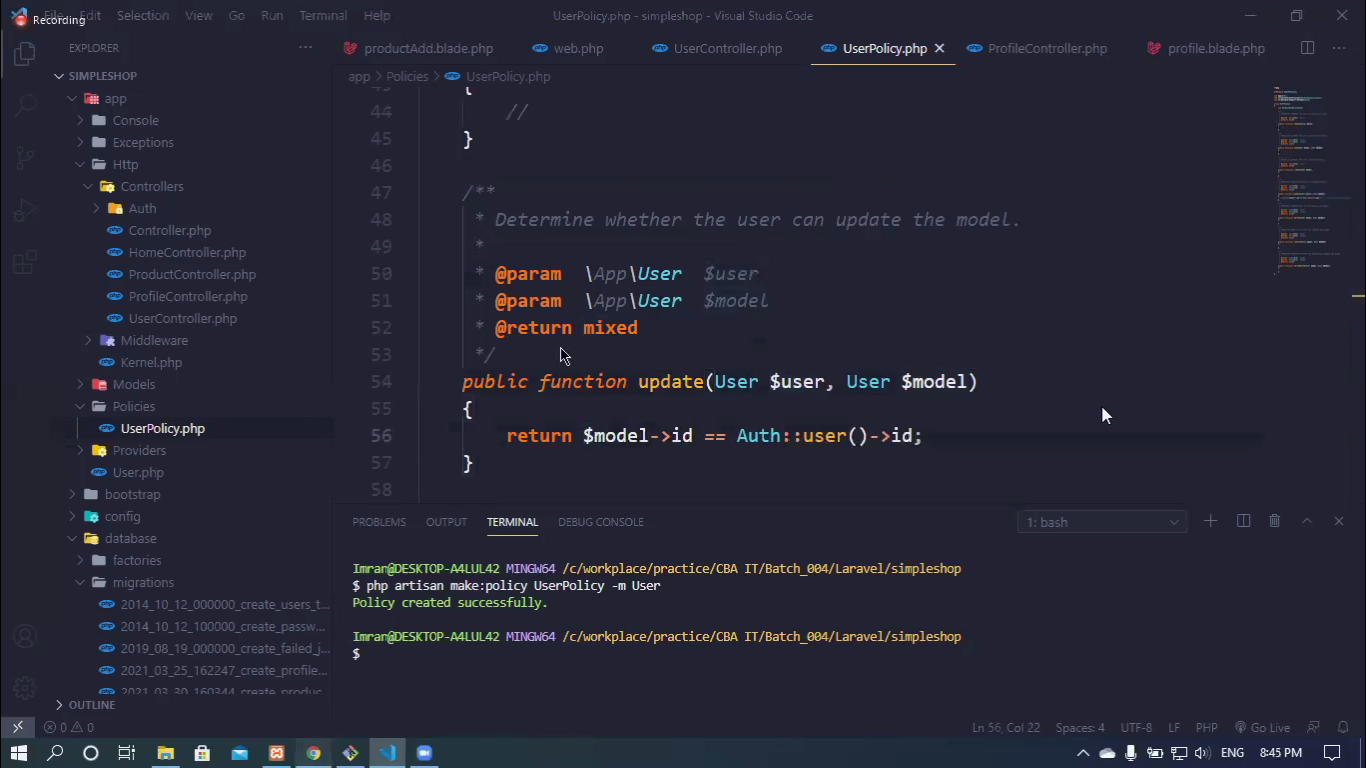 Recording
File Edit Selection View Go Run Terminal Help
UserPolicy.php - simpleshop - Visual Studio Code
EXPLORER
productAdd.blade.php
web.php
UserController.php
UserPolicy.php
ProfileController.php
profile.blade.php
SIMPLESHOP
app
Console
Exceptions
Http
Controllers
Auth
Controller.php
HomeController.php
ProductController.php
ProfileController.php
UserController.php
Middleware
Kernel.php
Models
Policies
UserPolicy.php
Providers
User.php
bootstrap
config
database
factories
migrations
2014_10_12_000000_create_users_t...
2014_10_12_100000_create_passw...
2019_08_19_000000_create_failed_j...
2021_03_25_162247_create_profile...
2021_03_30_160344_create_produc...
OUTLINE
app > Policies > UserPolicy.php
{
44 //
45 }
46
47 /**
48 * Determine whether the user can update the model.
49 *
50 * @param \App\User $user
51 * @param \App\User $model
52 * @return mixed
53 */
54 public function update(User $user, User $model)
55 {
56 return $model->id == Auth::user()->id;
57 }
58
PROBLEMS OUTPUT TERMINAL DEBUG CONSOLE
1: bash
Imran@DESKTOP-A4LUL42 MINGW64 /c/workplace/practice/CBA IT/Batch_004/Laravel/simpleshop
$ php artisan make:policy UserPolicy -m User
Policy created successfully.
Imran@DESKTOP-A4LUL42 MINGW64 /c/workplace/practice/CBA IT/Batch_004/Laravel/simpleshop
$
0 0
Ln 56, Col 22 Spaces: 4 UTF-8 LF PHP Go Live
ENG 8:45 PM